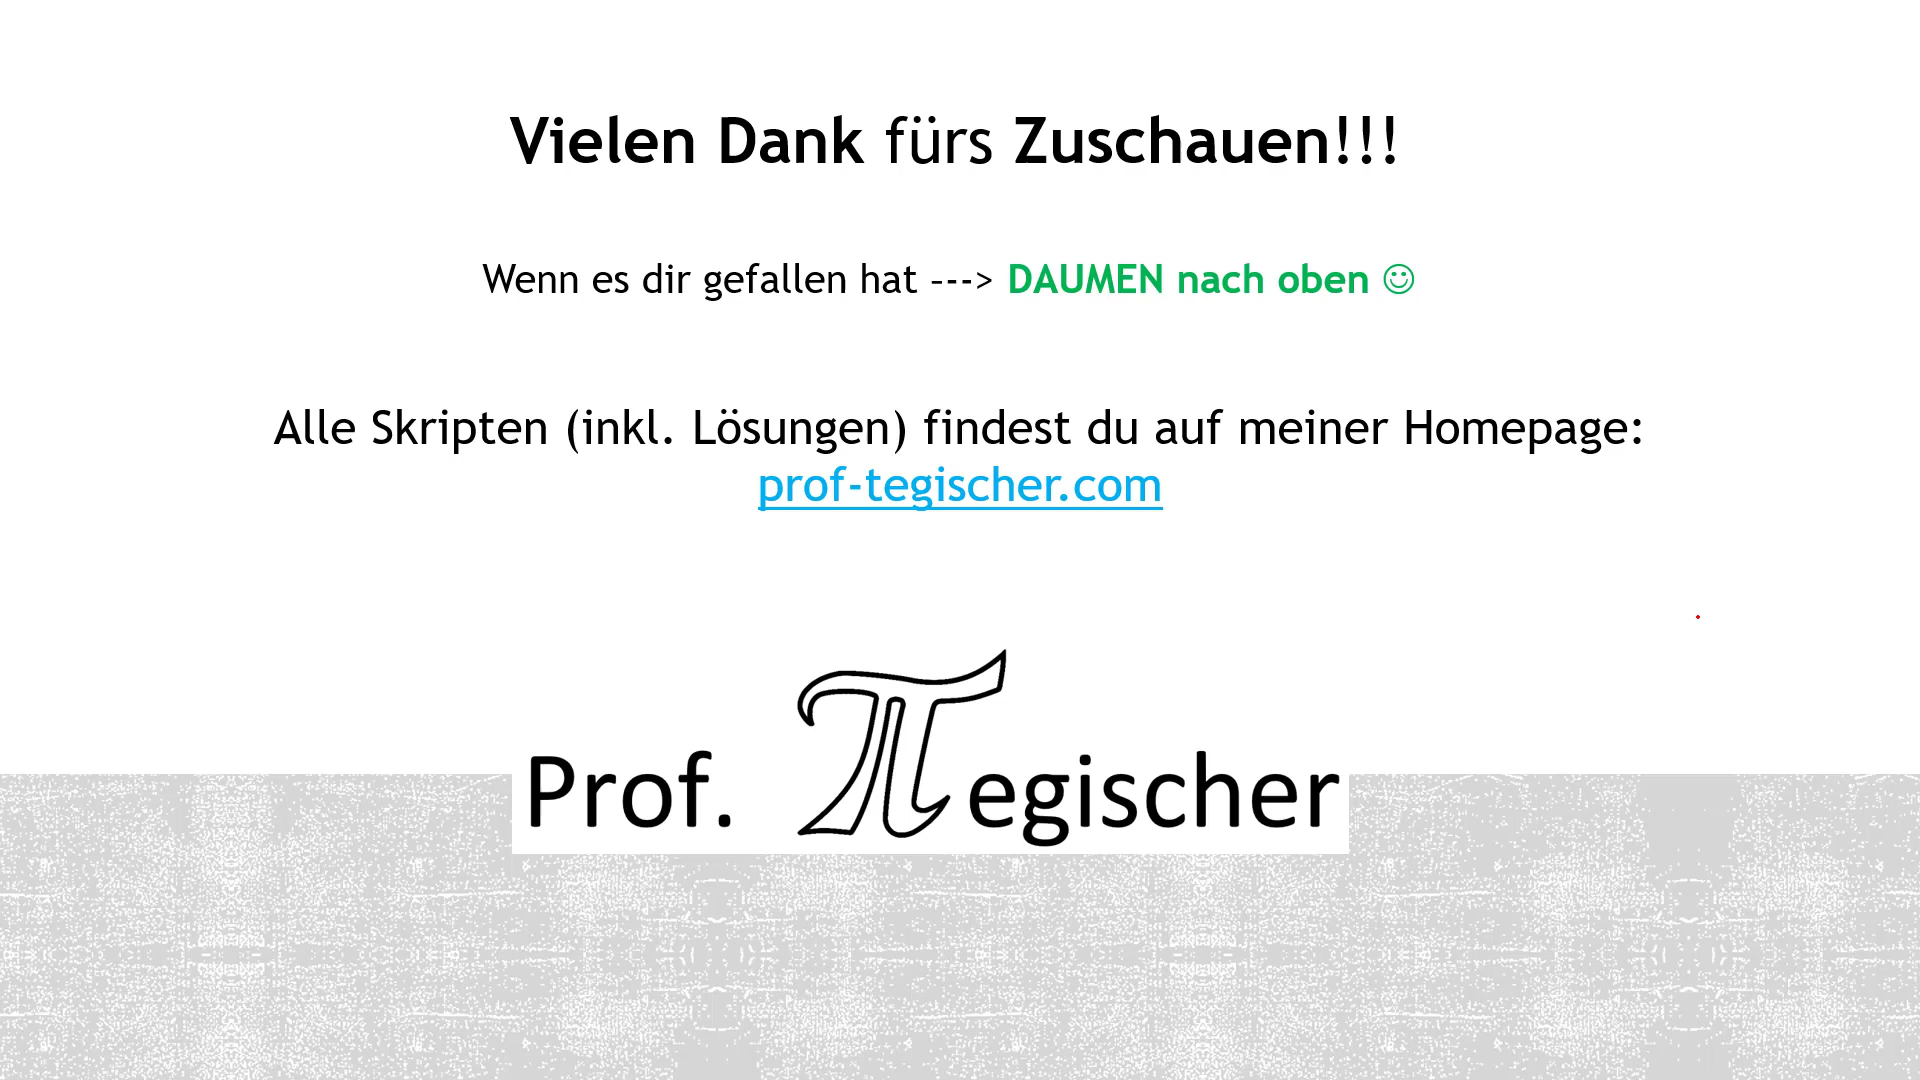 Vielen Dank fürs Zuschauen!!!
Wenn es dir gefallen hat ---> DAUMEN nach oben ☺
Alle Skripten (inkl. Lösungen) findest du auf meiner Homepage:
prof-tegischer.com
Prof. πegischer